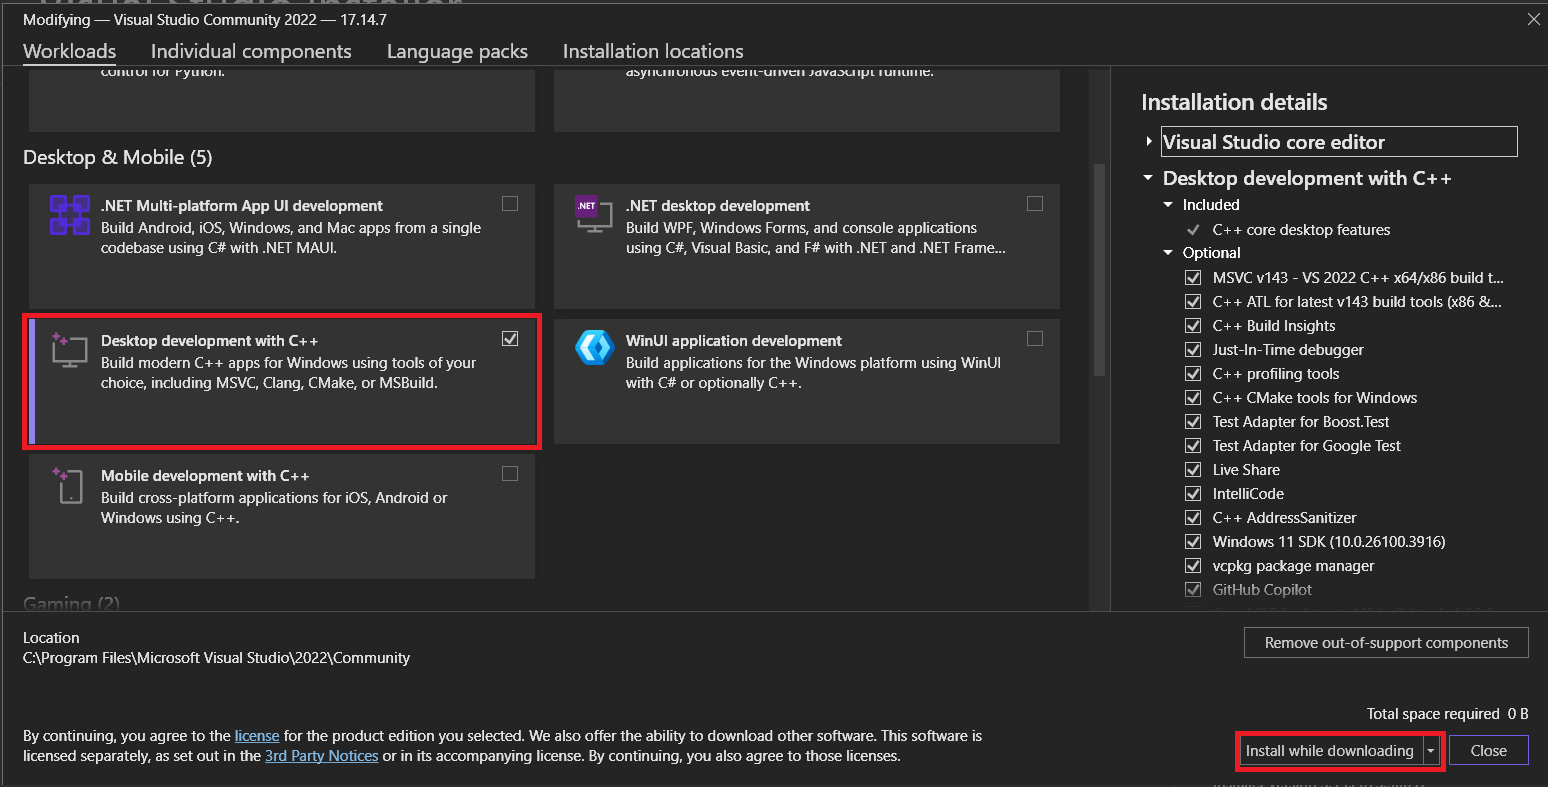 Modifying — Visual Studio Community 2022 — 17.14.7
Workloads
Individual components
Language packs
Installation locations
control for Python.
asynchronous event-driven JavaScript runtime.
Desktop & Mobile (5)
.NET Multi-platform App UI development
Build Android, iOS, Windows, and Mac apps from a single
codebase using C# with .NET MAUI.
.NET
.NET desktop development
Build WPF, Windows Forms, and console applications
using C#, Visual Basic, and F# with .NET and .NET Frame...
Desktop development with C++
Build modern C++ apps for Windows using tools of your
choice, including MSVC, Clang, CMake, or MSBuild.
WinUI application development
Build applications for the Windows platform using WinUI
with C# or optionally C++.
Mobile development with C++
Build cross-platform applications for iOS, Android or
Windows using C++.
Gaming (2)
Installation details
Visual Studio core editor
Desktop development with C++
Included
C++ core desktop features
Optional
MSVC v143 - VS 2022 C++ x64/x86 build t...
C++ ATL for latest v143 build tools (x86 &...
C++ Build Insights
Just-In-Time debugger
C++ profiling tools
C++ CMake tools for Windows
Test Adapter for Boost.Test
Test Adapter for Google Test
Live Share
IntelliCode
C++ AddressSanitizer
Windows 11 SDK (10.0.26100.3916)
vcpkg package manager
GitHub Copilot
Location
C:\Program Files\Microsoft Visual Studio\2022\Community
Remove out-of-support components
Total space required 0 B
By continuing, you agree to the license for the product edition you selected. We also offer the ability to download other software. This software is
licensed separately, as set out in the 3rd Party Notices or in its accompanying license. By continuing, you also agree to those licenses.
Install while downloading
Close